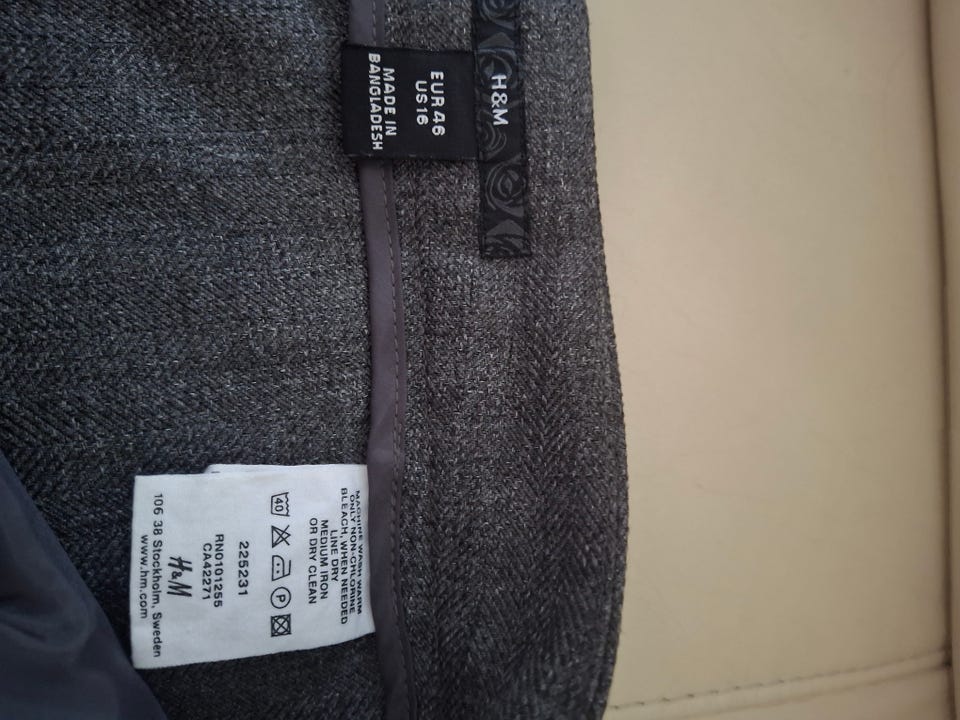 H&M
EUR 46
US 16
MADE IN
BANGLADESH
MACHINE WASH WARM
ONLY NON-CHLORINE
BLEACH, WHEN NEEDED
LINE DRY
MEDIUM IRON
OR DRY CLEAN
40 P
225231
RN0101255
CA42271
H&M
106 38 Stockholm, Sweden
www.hm.com